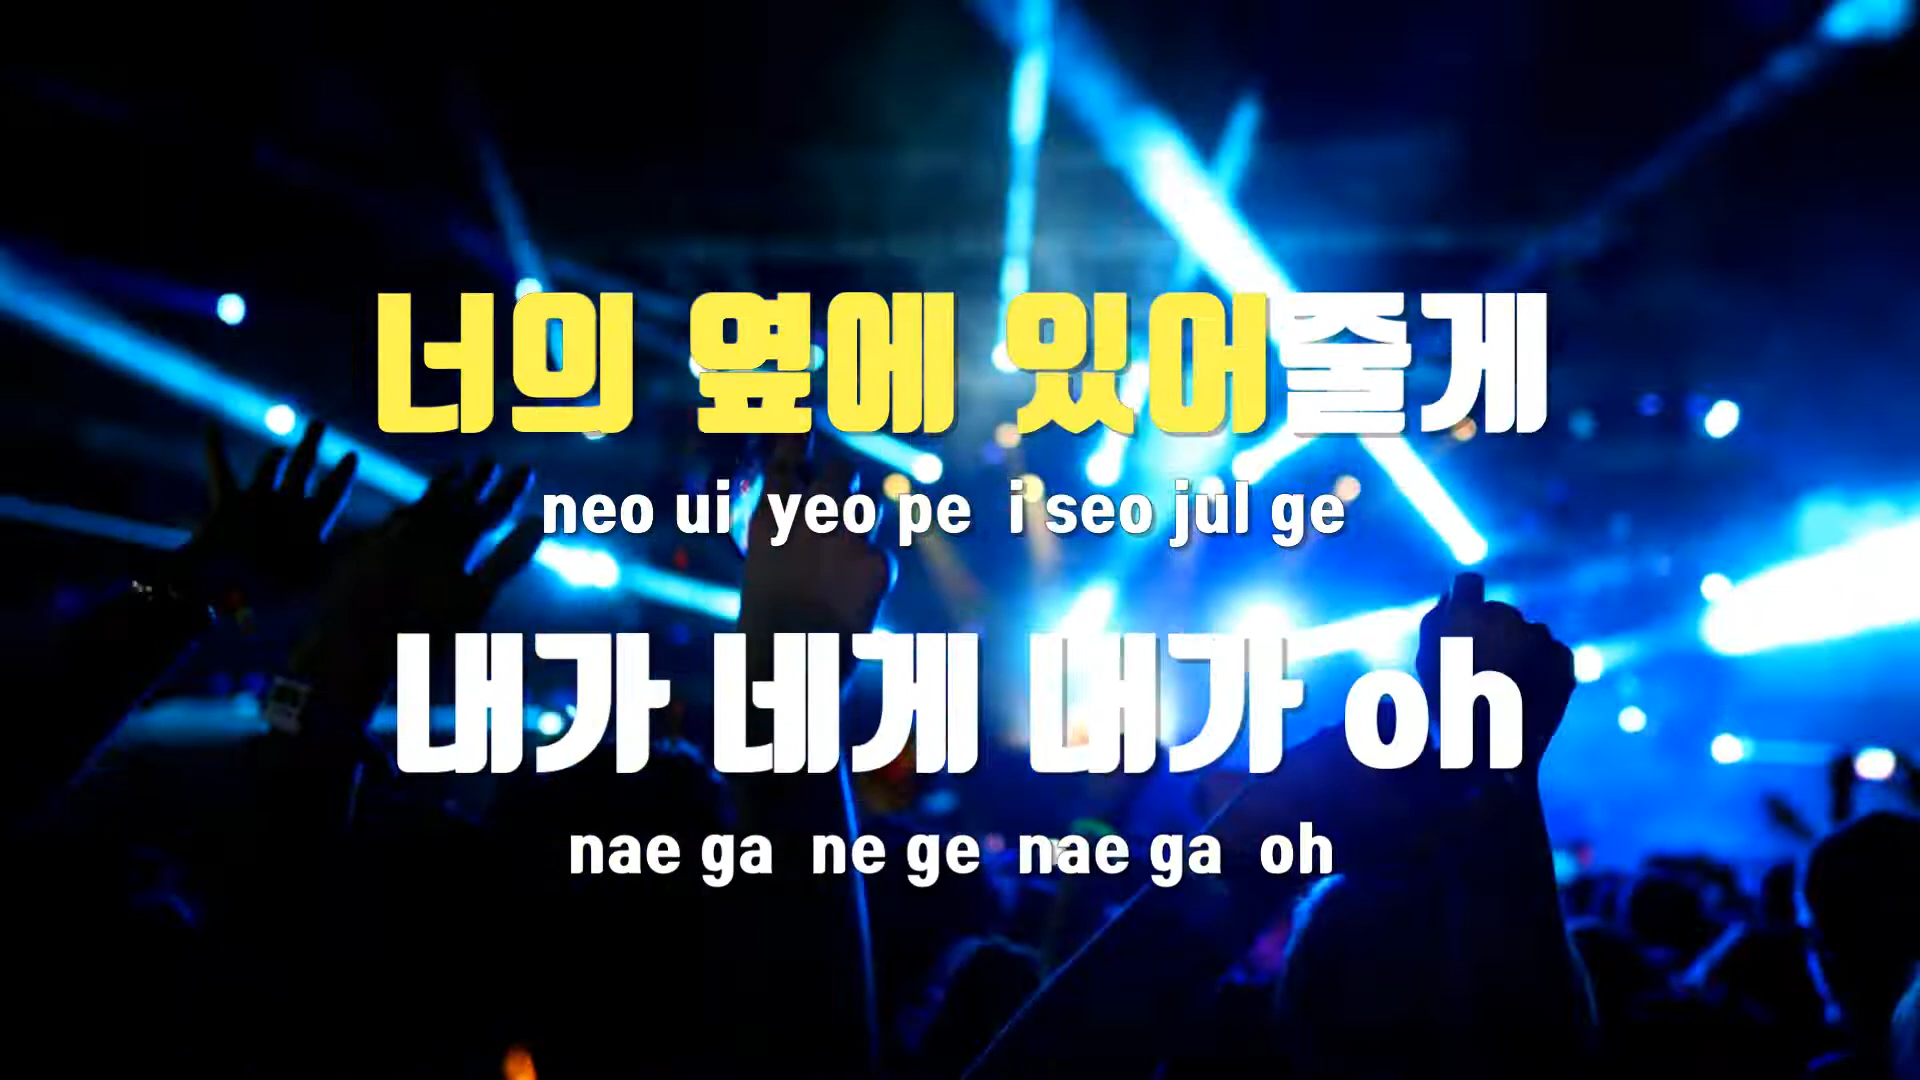 너의 옆에 있어줄게
neo ui yeo pe i seo jul ge
내가 네게 내가 oh
nae ga ne ge nae ga oh